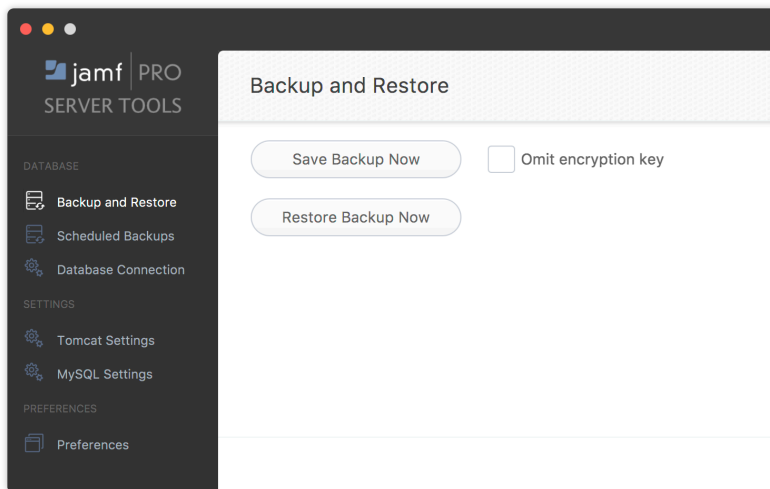 jamf PRO
SERVER TOOLS
DATABASE
Backup and Restore
Scheduled Backups
Database Connection
SETTINGS
Tomcat Settings
MySQL Settings
PREFERENCES
Preferences
Backup and Restore
Save Backup Now
Omit encryption key
Restore Backup Now